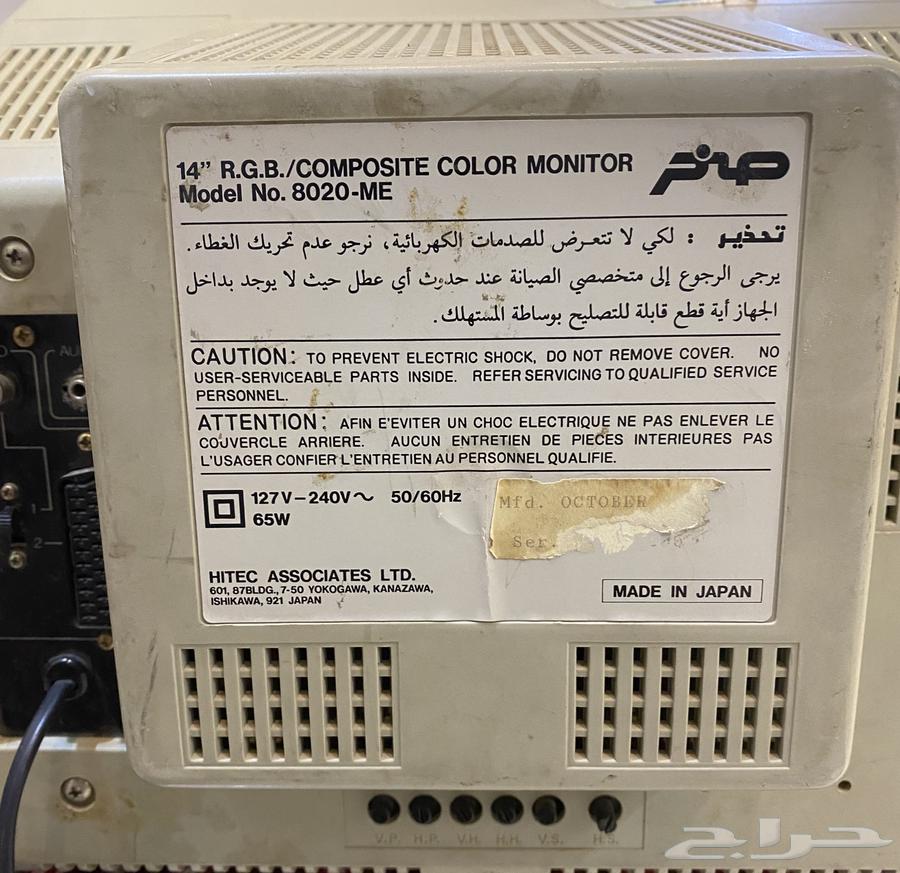 14" R.G.B./COMPOSITE COLOR MONITOR
صخر
Model No. 8020-ME
تحذير : لكي لا تتعرض للصدمات الكهربائية، نرجو عدم تحريك الغطاء.
يرجى الرجوع إلى متخصصي الصيانة عند حدوث أي عطل حيث لا يوجد بداخل
الجهاز أية قطع قابلة للتصليح بوساطة المستهلك.
CAUTION: TO PREVENT ELECTRIC SHOCK, DO NOT REMOVE COVER. NO
USER-SERVICEABLE PARTS INSIDE. REFER SERVICING TO QUALIFIED SERVICE
PERSONNEL.
ATTENTION: AFIN E'EVITER UN CHOC ELECTRIQUE NE PAS ENLEVER LE
COUVERCLE ARRIERE. AUCUN ENTRETIEN DE PIECES INTERIEURES PAS
L'USAGER CONFIER L'ENTRETIEN AU PERSONNEL QUALIFIE.
127V-240V~ 50/60Hz
65W
Mfd. OCTOBER
Ser.
HITEC ASSOCIATES LTD.
601, 87BLDG., 7-50 YOKOGAWA, KANAZAWA,
ISHIKAWA, 921 JAPAN
MADE IN JAPAN
1
2
V.P. H.P. V.H. H.H. V.S. H.S.
حراج